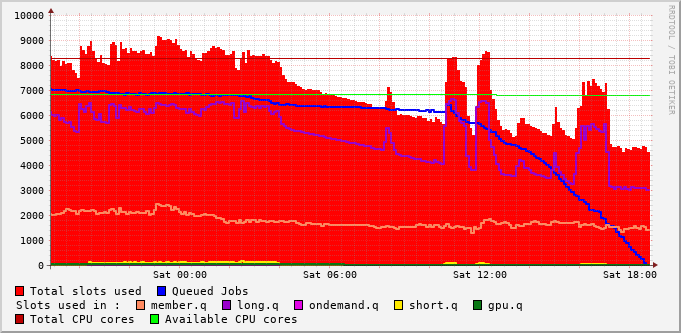 RRDTOOL / TOBI OETIKER
10000
9000
8000
7000
6000
5000
4000
3000
2000
1000
0
Sat 00:00 Sat 06:00 Sat 12:00 Sat 18:00
Total slots used Queued Jobs
Slots used in : member.q long.q ondemand.q short.q gpu.q
Total CPU cores Available CPU cores